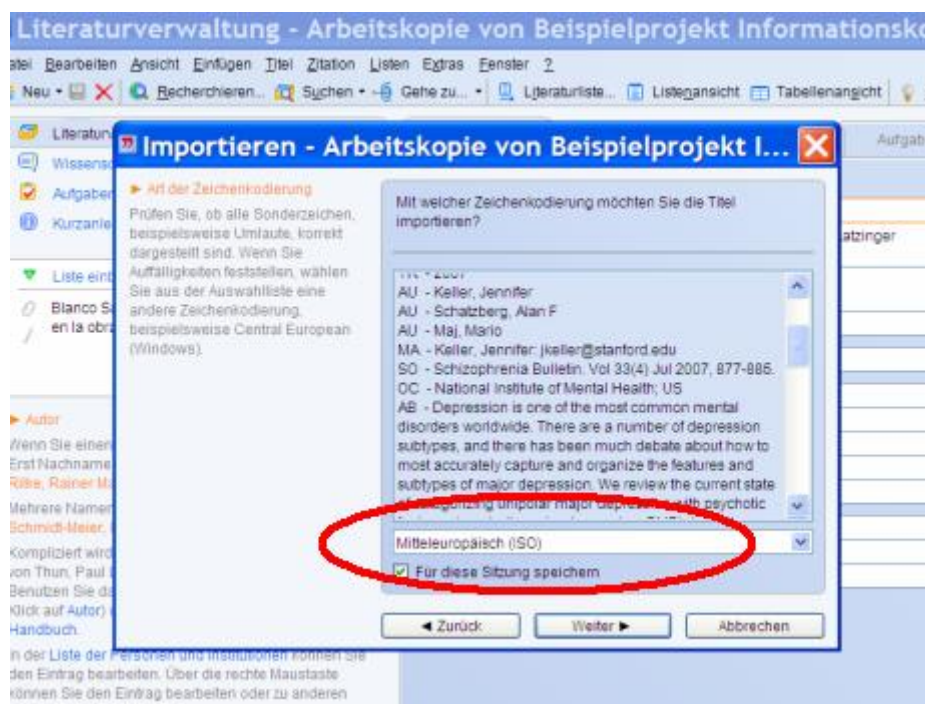 Literaturverwaltung - Arbeitskopie von Beispielprojekt Informationsko
atei Bearbeiten Ansicht Einfügen Titel Zitation Listen Extras Fenster ?
Neu Recherchieren... Suchen Gehe zu... Literaturliste... Listenansicht Tabellenansicht
Literatur
Wissens
Aufgaben
Kurzanle
Liste einb
Blanco S
en la obra
Aufgab
atzinger
Importieren - Arbeitskopie von Beispielprojekt I...
Art der Zeichenkodierung
Prüfen Sie, ob alle Sonderzeichen,
beispielsweise Umlaute, korrekt
dargestellt sind. Wenn Sie
Auffälligkeiten feststellen, wählen
Sie aus der Auswahlliste eine
andere Zeichenkodierung,
beispielsweise Central European
(Windows).
Mit welcher Zeichenkodierung möchten Sie die Titel
importieren?
AU - Keller, Jennifer
AU - Schatzberg, Alan F
AU - Maj, Mario
MA - Keller, Jennifer: jkeller@stanford.edu
SO - Schizophrenia Bulletin. Vol 33(4) Jul 2007, 877-885.
OC - National Institute of Mental Health; US
AB - Depression is one of the most common mental
disorders worldwide. There are a number of depression
subtypes, and there has been much debate about how to
most accurately capture and organize the features and
subtypes of major depression. We review the current state
of categorizing unipolar major depression with psychotic
Mitteleuropäisch (ISO)
Für diese Sitzung speichern
Zurück Weiter Abbrechen
Autor
Wenn Sie einen
Erst Nachname
Rilke, Rainer Ma
Mehrere Namen
Schmidt-Meier,
Kompliziert wird
von Thun, Paul
Benutzen Sie da
Klick auf Autor)
Handbuch.
In der Liste der Personen und Institutionen können Sie
den Eintrag bearbeiten. Über die rechte Maustaste
können Sie den Eintrag bearbeiten oder zu anderen